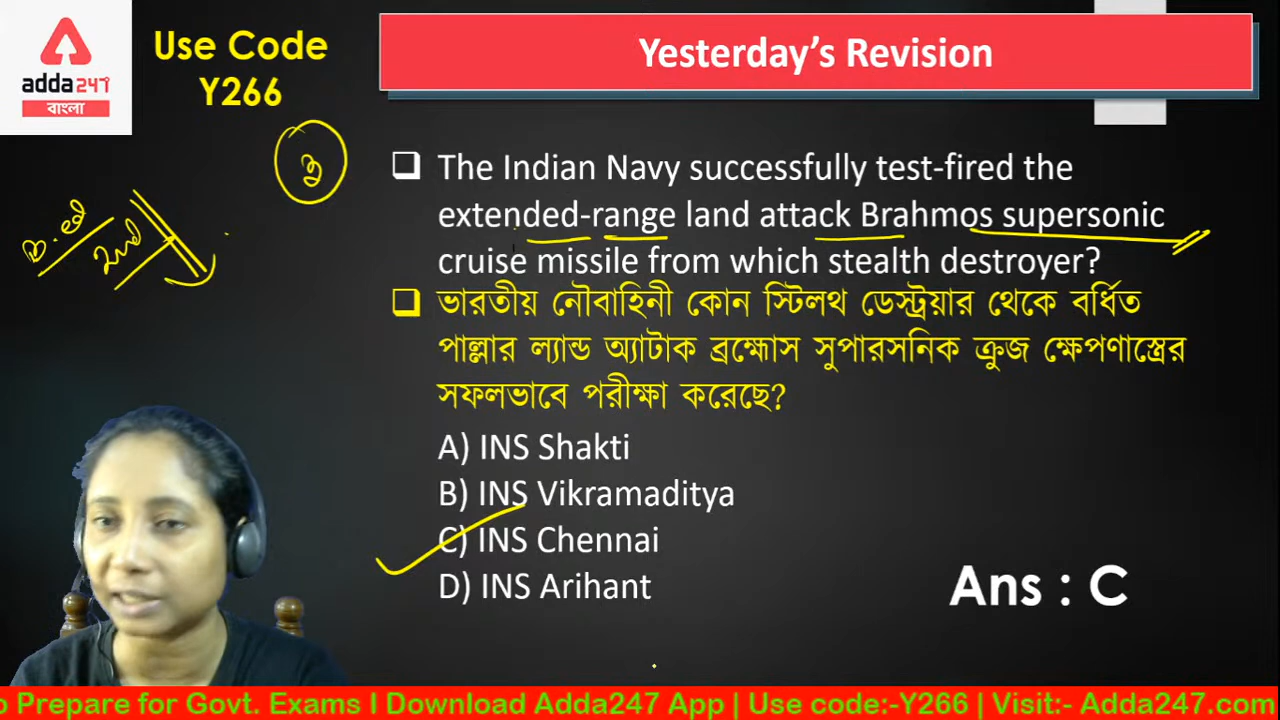 adda247
বাংলা
Use Code
Y266
Yesterday's Revision
The Indian Navy successfully test-fired the
extended-range land attack Brahmos supersonic
cruise missile from which stealth destroyer?
ভারতীয় নৌবাহিনী কোন স্টিলথ ডেস্ট্রয়ার থেকে বর্ধিত
পাল্লার ল্যান্ড অ্যাটাক ব্রহ্মোস সুপারসনিক ক্রুজ ক্ষেপণাস্ত্রের
সফলভাবে পরীক্ষা করেছে?
A) INS Shakti
B) INS Vikramaditya
C) INS Chennai
D) INS Arihant
Ans : C
2nd
o Prepare for Govt. Exams I Download Adda247 App | Use code:-Y266 | Visit:- Adda247.com